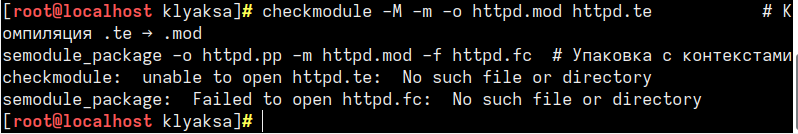 [root@localhost klyaksa]# checkmodule -M -m -o httpd.mod httpd.te           # К
омпиляция .te → .mod
semodule_package -o httpd.pp -m httpd.mod -f httpd.fc  # Упаковка с контекстами
checkmodule:  unable to open httpd.te:  No such file or directory
semodule_package:  Failed to open httpd.fc:  No such file or directory
[root@localhost klyaksa]#